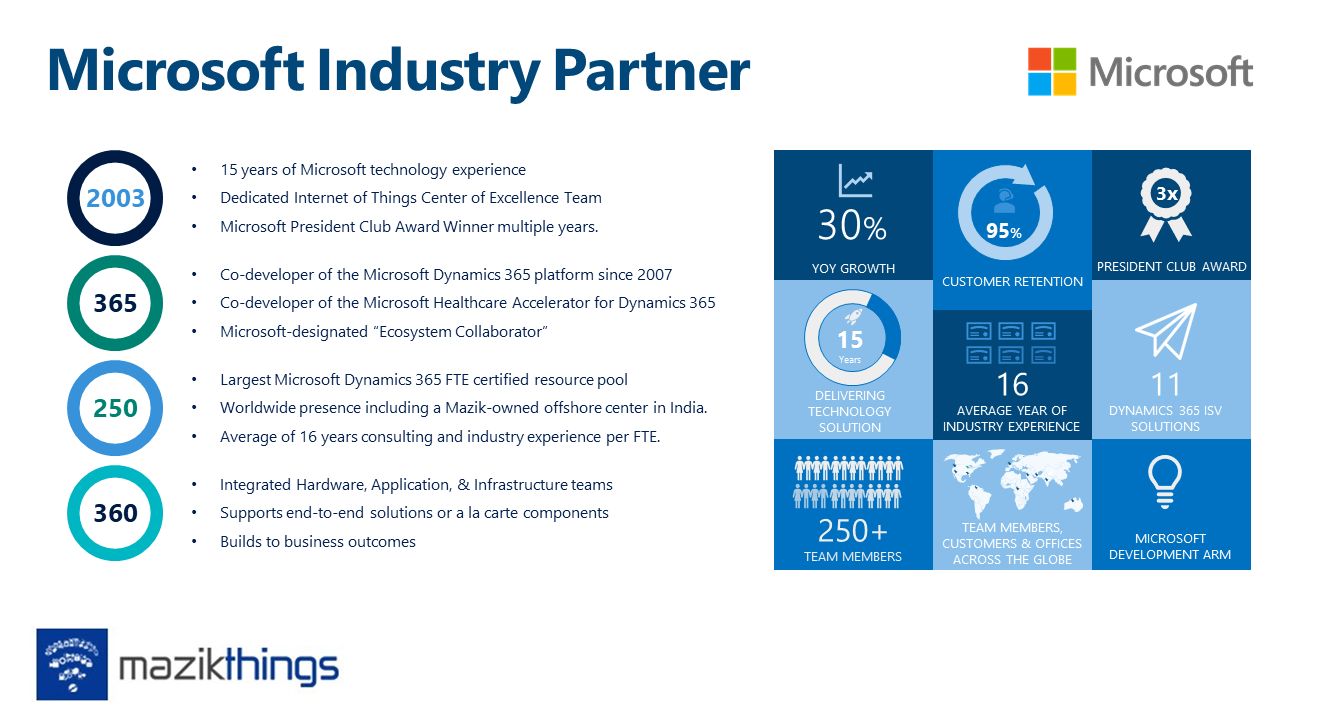 Microsoft Industry Partner
Microsoft
2003
• 15 years of Microsoft technology experience
• Dedicated Internet of Things Center of Excellence Team
• Microsoft President Club Award Winner multiple years.
365
• Co-developer of the Microsoft Dynamics 365 platform since 2007
• Co-developer of the Microsoft Healthcare Accelerator for Dynamics 365
• Microsoft-designated “Ecosystem Collaborator”
250
• Largest Microsoft Dynamics 365 FTE certified resource pool
• Worldwide presence including a Mazik-owned offshore center in India.
• Average of 16 years consulting and industry experience per FTE.
360
• Integrated Hardware, Application, & Infrastructure teams
• Supports end-to-end solutions or a la carte components
• Builds to business outcomes
30%
YOY GROWTH
95%
CUSTOMER RETENTION
3x
PRESIDENT CLUB AWARD
15
Years
DELIVERING
TECHNOLOGY
SOLUTION
16
AVERAGE YEAR OF
INDUSTRY EXPERIENCE
11
DYNAMICS 365 ISV
SOLUTIONS
250+
TEAM MEMBERS
TEAM MEMBERS,
CUSTOMERS & OFFICES
ACROSS THE GLOBE
MICROSOFT
DEVELOPMENT ARM
mazikthings